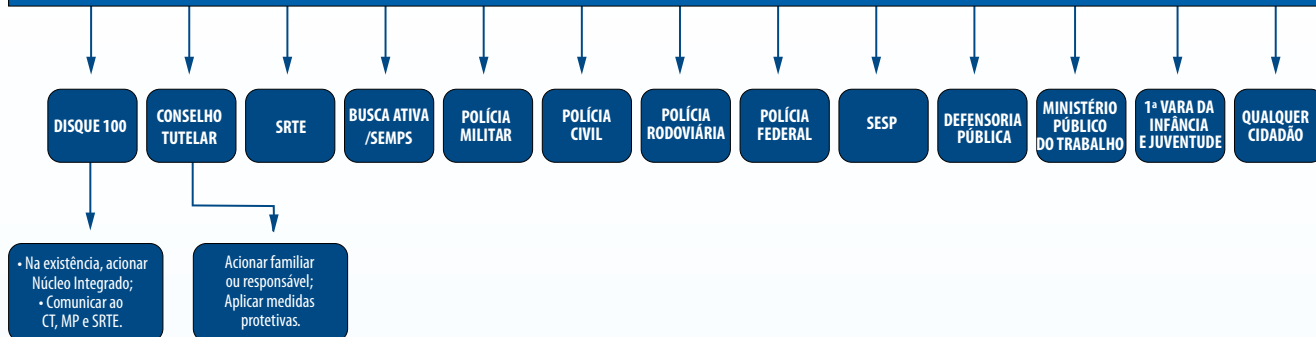 DISQUE 100
CONSELHO
TUTELAR
SRTE
BUSCA ATIVA
/SEMPS
POLÍCIA
MILITAR
POLÍCIA
CIVIL
POLÍCIA
RODOVIÁRIA
POLÍCIA
FEDERAL
SESP
DEFENSORIA
PÚBLICA
MINISTÉRIO
PÚBLICO
DO TRABALHO
1ª VARA DA
INFÂNCIA
E JUVENTUDE
QUALQUER
CIDADÃO
• Na existência, acionar
Núcleo Integrado;
• Comunicar ao
CT, MP e SRTE.
Acionar familiar
ou responsável;
Aplicar medidas
protetivas.